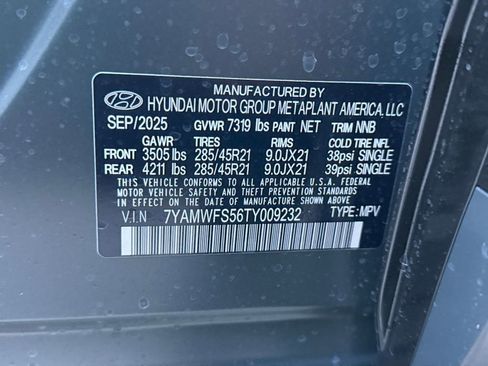 MANUFACTURED BY
HYUNDAI MOTOR GROUP METAPLANT AMERICA, LLC
SEP/2025 GVWR 7319 lbs PAINT NET TRIM NNB
GAWR TIRES RIMS COLD TIRE INFL
FRONT 3505 lbs 285/45R21 9.0JX21 38psi SINGLE
REAR 4211 lbs 285/45R21 9.0JX21 39psi SINGLE
THIS VEHICLE CONFORMS TO ALL APPLICABLE U.S.A. FEDERAL
MOTOR VEHICLE SAFETY, BUMPER, AND THEFT PREVENTION
STANDARDS IN EFFECT ON THE DATE OF MANUFACTURE SHOWN ABOVE.
V.I.N 7YAMWFS56TY009232 TYPE: MPV